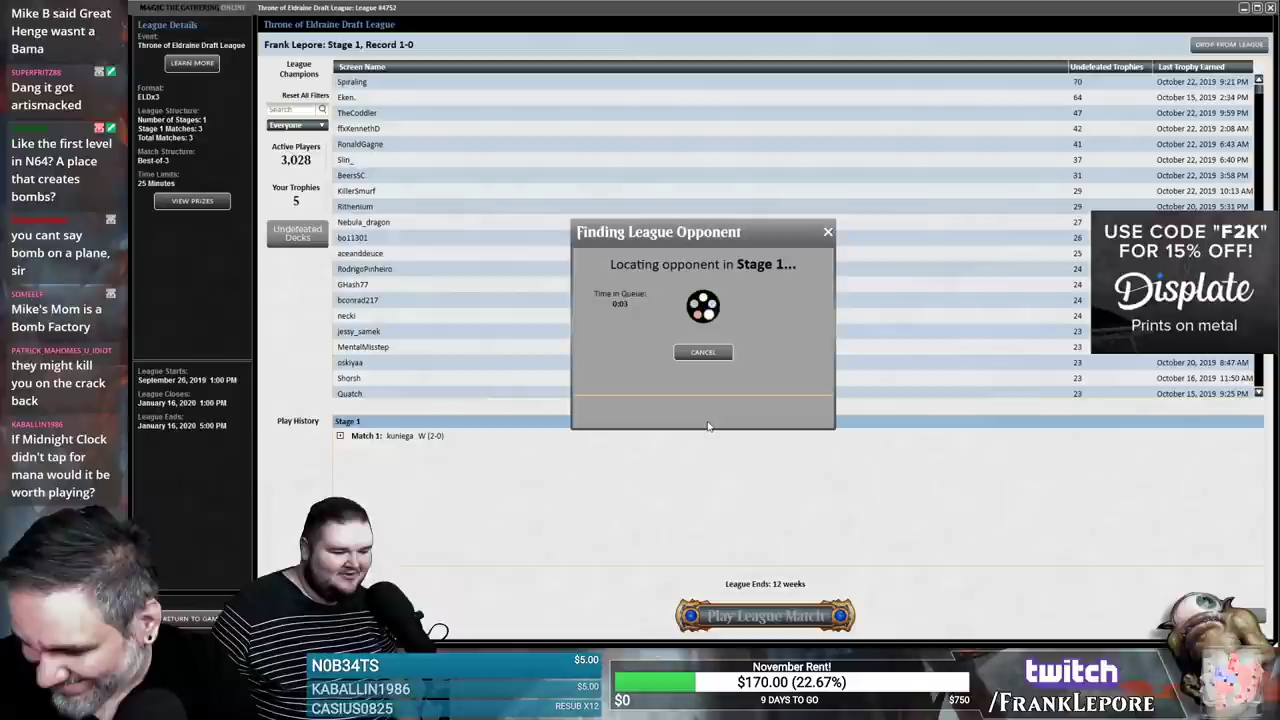 Mike B said Great
Henge wasnt a
Bama
SUPERFRITZ88
Dang it got
artismacked
Like the first level
in N64? A place
that creates
bombs?
you cant say
bomb on a plane,
sir
SOMEELF
Mike's Mom is a
Bomb Factory
PATRICK_MAHOMES_U_IDIOT
they might kill
you on the crack
back
KABALLIN1986
If Midnight Clock
didn't tap for
mana would it be
worth playing?
MAGIC THE GATHERING ONLINE
Throne of Eldraine Draft League: League #4752
League Details
Event:
Throne of Eldraine Draft League
LEARN MORE
Format:
ELDx3
League Structure:
Number of Stages: 1
Stage 1 Matches: 3
Total Matches: 3
Match Structure:
Best-of-3
Time Limits:
25 Minutes
VIEW PRIZES
League Starts:
September 26, 2019 1:00 PM
League Closes:
January 16, 2020 1:00 PM
League Ends:
January 16, 2020 5:00 PM
RETURN TO GAM
Throne of Eldraine Draft League
Frank Lepore: Stage 1, Record 1-0
DROP FROM LEAGUE
League
Champions
Reset All Filters
Search
Everyone
Active Players
3,028
Your Trophies
5
Undefeated
Decks
Screen Name Undefeated Trophies Last Trophy Earned
Spiraling 70 October 22, 2019 9:21 PM
Eken. 64 October 15, 2019 2:34 PM
TheCoddler 47 October 22, 2019 9:59 PM
ffxKennethD 42 October 22, 2019 2:08 AM
RonaldGagne 41 October 22, 2019 6:43 AM
Slin_ 37 October 22, 2019 6:40 PM
BeersSC 31 October 22, 2019 3:58 PM
KillerSmurf 29 October 22, 2019 10:13 AM
Rithenium 29 October 20, 2019 5:31 PM
Nebula_dragon 27
bo11301 26
aceanddeuce 25
RodrigoPinheiro 24
GHash77 24
bconrad217 24
necki 24
jessy_samek 23
MentalMisstep 23
oskiyaa 23 October 20, 2019 8:47 AM
Shorsh 23 October 16, 2019 11:50 AM
Quatch 23 October 15, 2019 9:25 PM
Finding League Opponent
Locating opponent in Stage 1...
Time in Queue:
0:03
CANCEL
USE CODE "F2K"
FOR 15% OFF!
Displate
Prints on metal
Play History
Stage 1
Match 1: kuniega W (2-0)
League Ends: 12 weeks
Play League Match
N0B34TS $5.00
KABALLIN1986 $5.00
CASIUS0825 RESUB X12
November Rent!
$170.00 (22.67%)
$0 9 DAYS TO GO $750
twitch
/FrankLepore